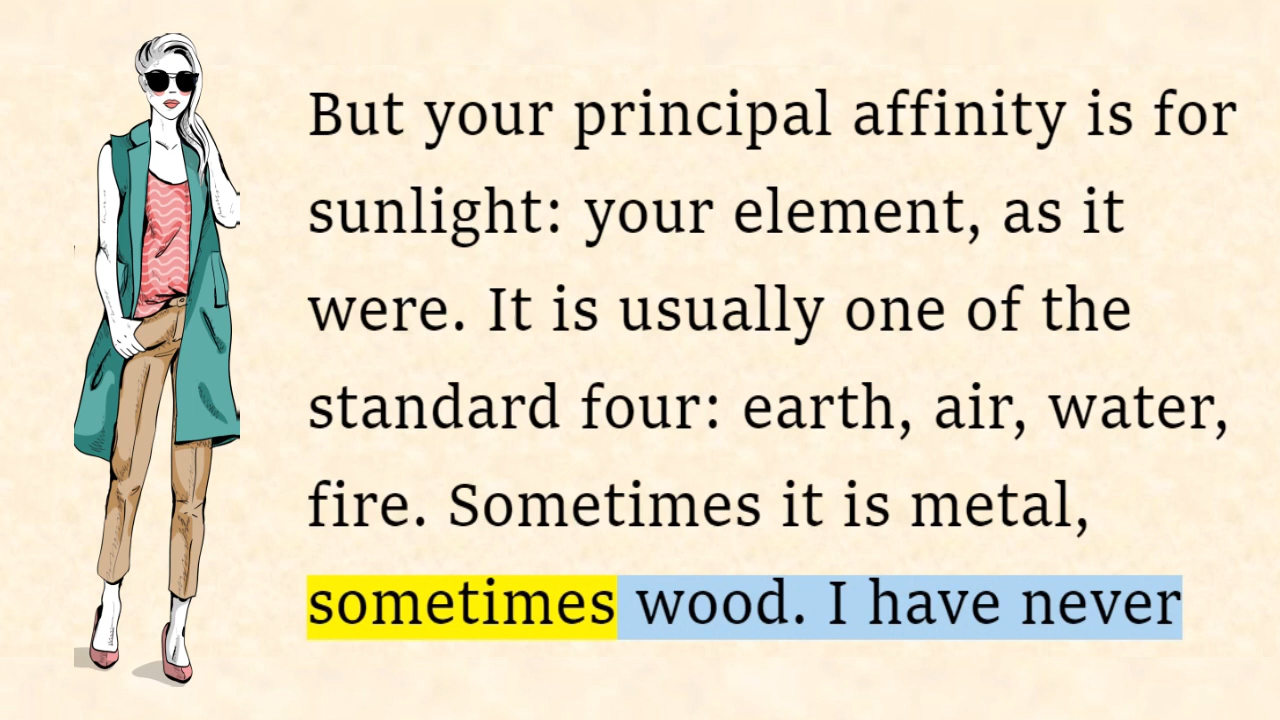 But your principal affinity is for
sunlight: your element, as it
were. It is usually one of the
standard four: earth, air, water,
fire. Sometimes it is metal,
sometimes wood. I have never